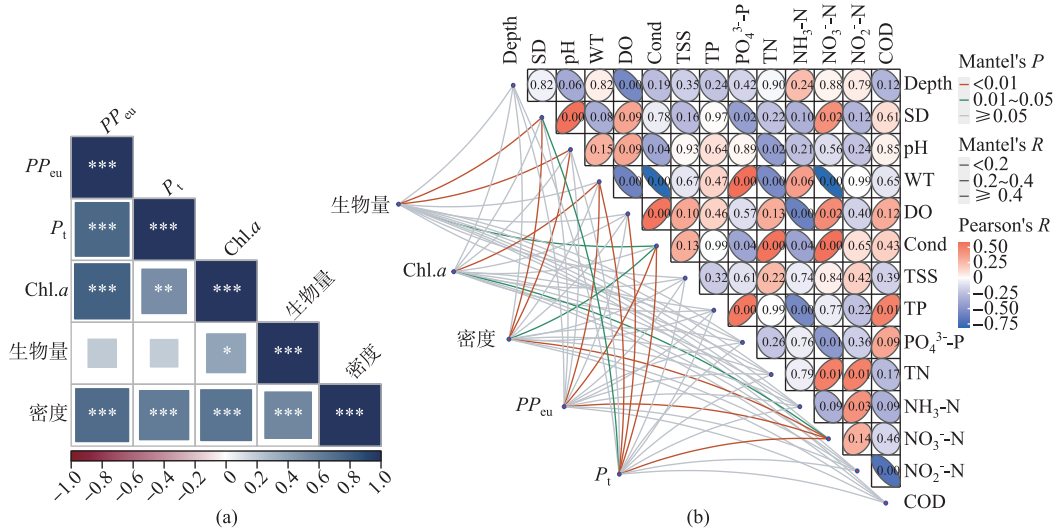 (a)
PP_eu
P_t
Chl.a
生物量
密度
PP_eu ***
P_t *** ***
Chl.a *** ** ***
生物量 * ***
密度 *** *** *** *** ***
-1.0 -0.8 -0.6 -0.4 -0.2 0 0.2 0.4 0.6 0.8 1.0
(b)
Depth SD pH WT DO Cond TSS TP PO₄³⁻-P TN NH₃-N NO₃⁻-N NO₂⁻-N COD
0.82 0.06 0.82 0.00 0.19 0.35 0.24 0.42 0.90 0.24 0.88 0.79 0.12 Depth
0.00 0.08 0.09 0.78 0.16 0.97 0.02 0.22 0.10 0.02 0.12 0.61 SD
0.15 0.09 0.04 0.93 0.64 0.89 0.02 0.21 0.56 0.24 0.85 pH
0.00 0.00 0.67 0.47 0.00 0.00 0.06 0.00 0.99 0.65 WT
0.00 0.10 0.46 0.57 0.13 0.00 0.02 0.40 0.12 DO
0.13 0.99 0.04 0.00 0.04 0.00 0.65 0.43 Cond
0.32 0.61 0.22 0.74 0.84 0.42 0.39 TSS
0.00 0.99 0.00 0.77 0.22 0.01 TP
0.26 0.76 0.01 0.36 0.09 PO₄³⁻-P
0.79 0.01 0.01 0.17 TN
0.09 0.03 0.09 NH₃-N
0.14 0.46 NO₃⁻-N
0.00 NO₂⁻-N
COD
生物量
Chl.a
密度
PP_eu
P_t
Mantel's P
<0.01
0.01~0.05
≥0.05
Mantel's R
<0.2
0.2~0.4
≥0.4
Pearson's R
0.50
0.25
0
-0.25
-0.50
-0.75